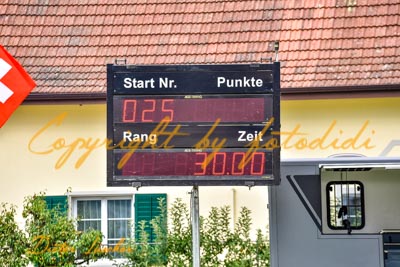 Start Nr. Punkte
025
Copyright by fotodidi
Rang Zeit
30.00